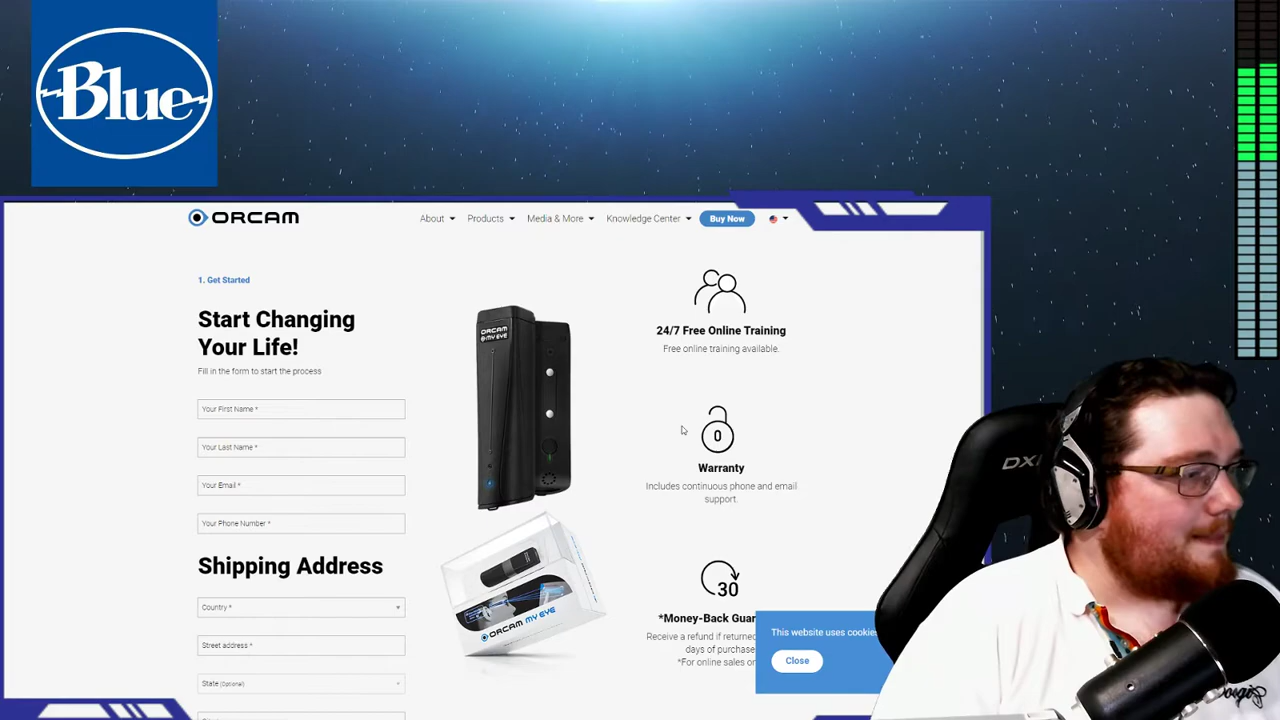 Blue
ORCAM
About
Products
Media & More
Knowledge Center
Buy Now
1. Get Started
Start Changing
Your Life!
Fill in the form to start the process
Your First Name *
Your Last Name *
Your Email *
Your Phone Number *
Shipping Address
Country *
Street address *
State (Optional)
ORCAM
MY EYE
ORCAM MY EYE
24/7 Free Online Training
Free online training available.
0
Warranty
Includes continuous phone and email
support.
30
*Money-Back Guar
Receive a refund if returned
days of purchase
*For online sales on
This website uses cookies
Close